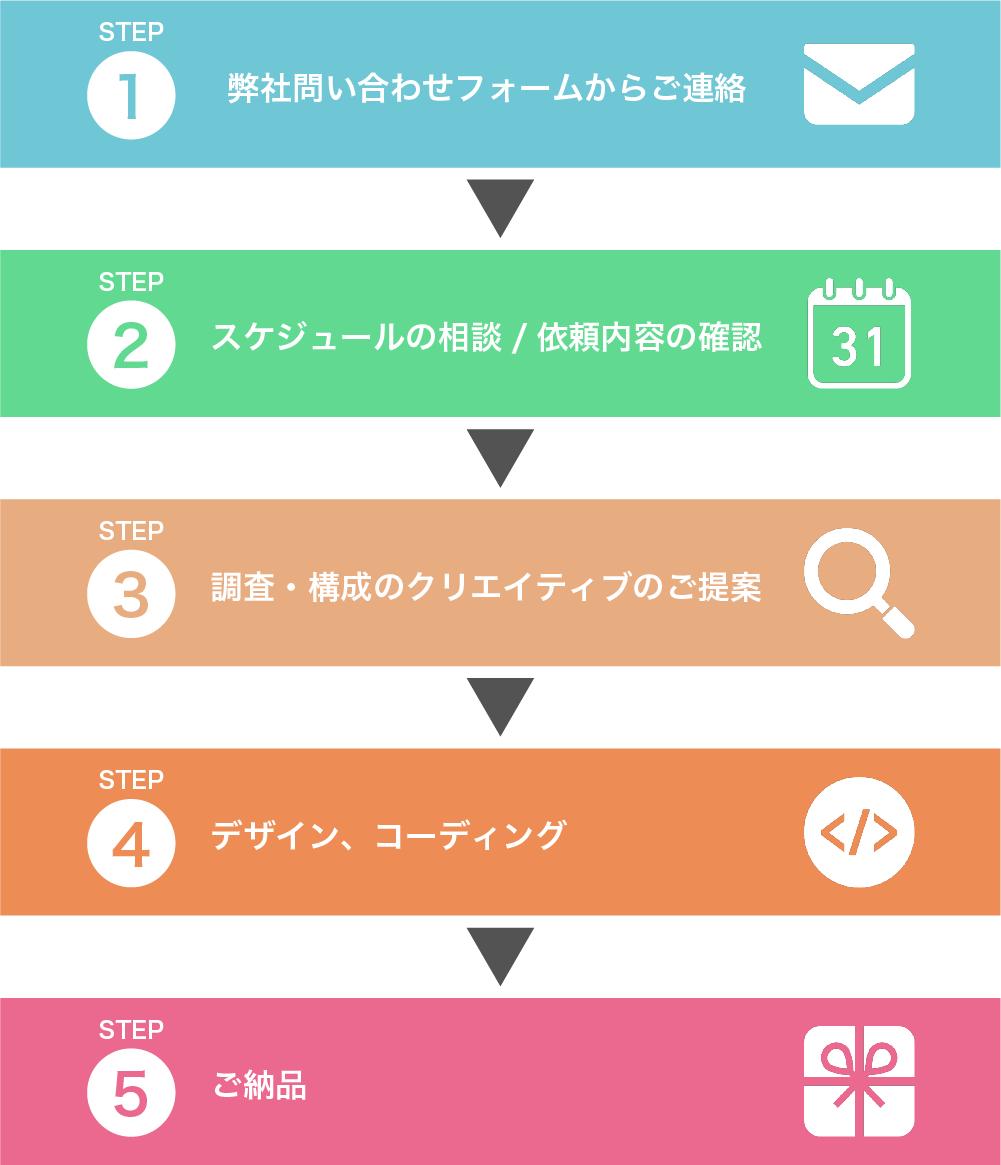 STEP
1
弊社問い合わせフォームからご連絡
STEP
2
スケジュールの相談 / 依頼内容の確認
31
STEP
3
調査・構成のクリエイティブのご提案
STEP
4
デザイン、コーディング
</>
STEP
5
ご納品